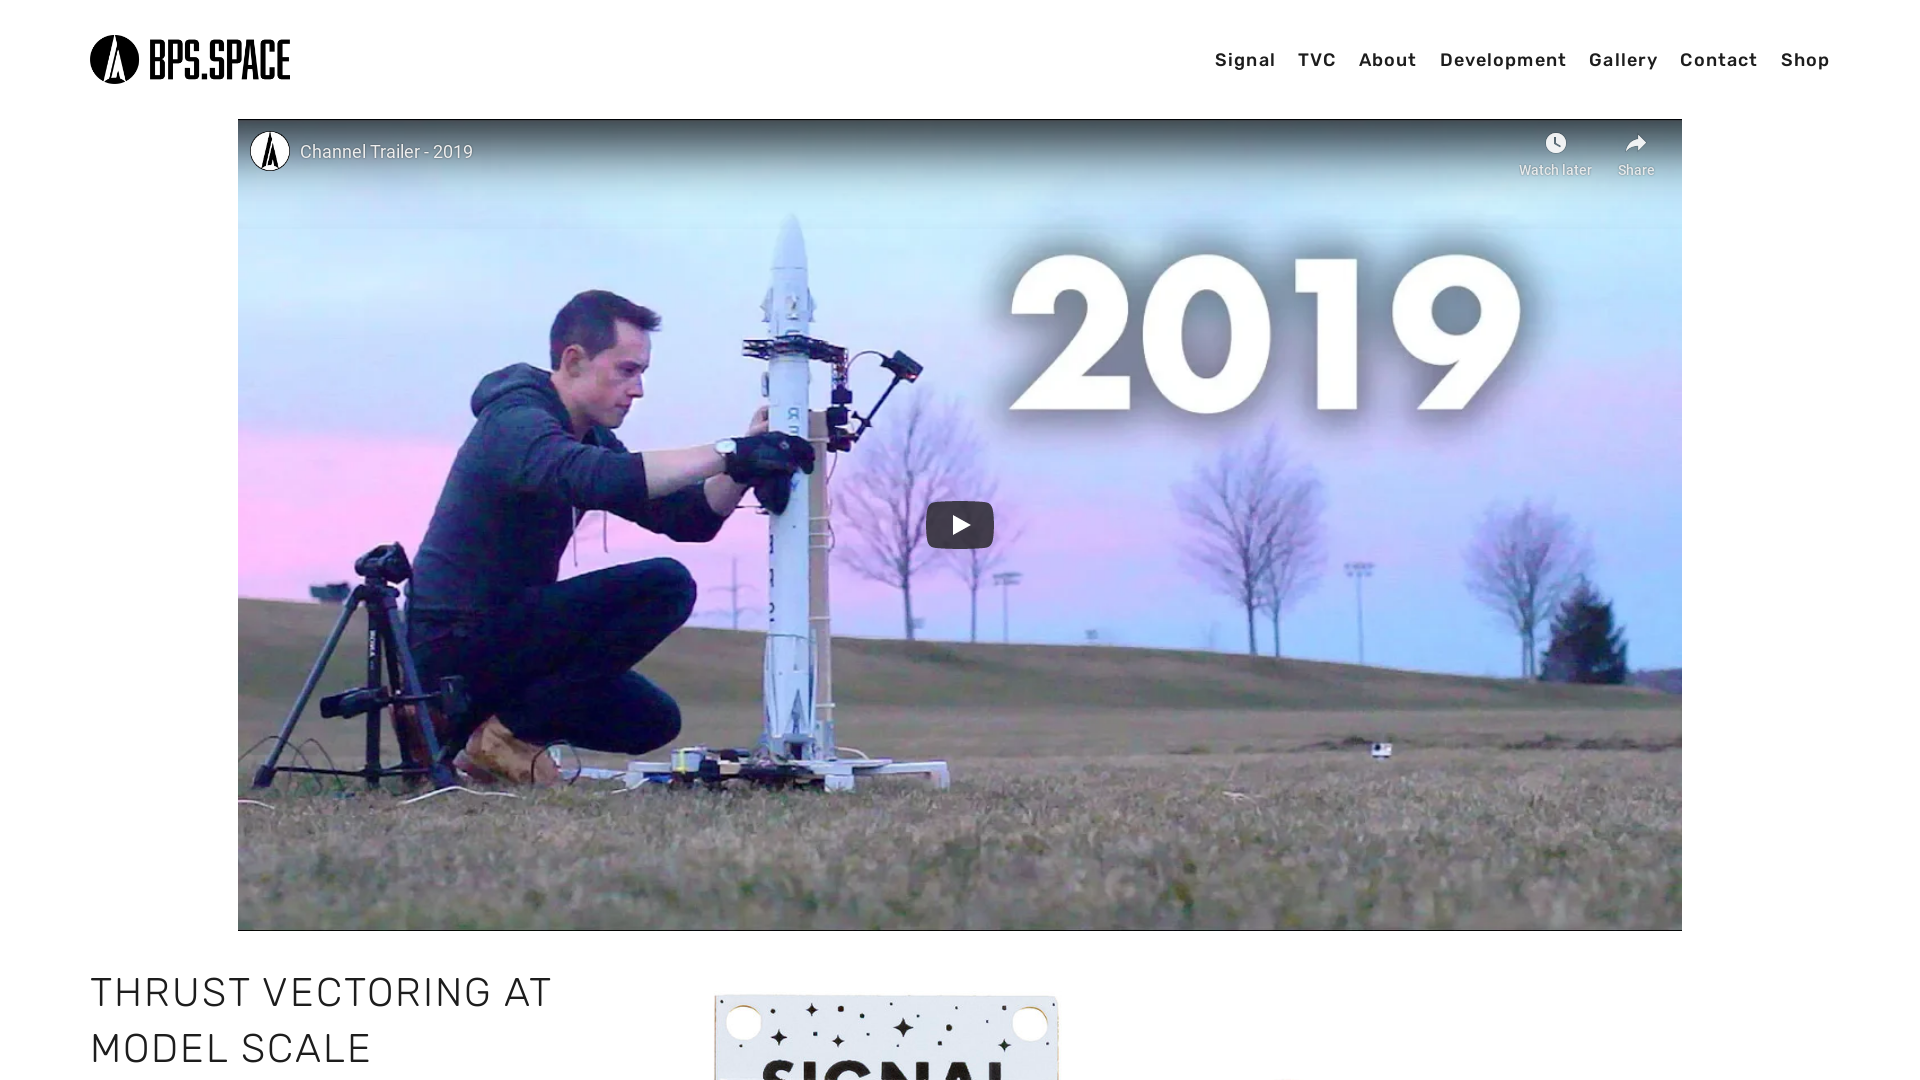 BPS.SPACE
Signal TVC About Development Gallery Contact Shop
Channel Trailer - 2019
Watch later
Share
2019
THRUST VECTORING AT
MODEL SCALE
SIGNAL